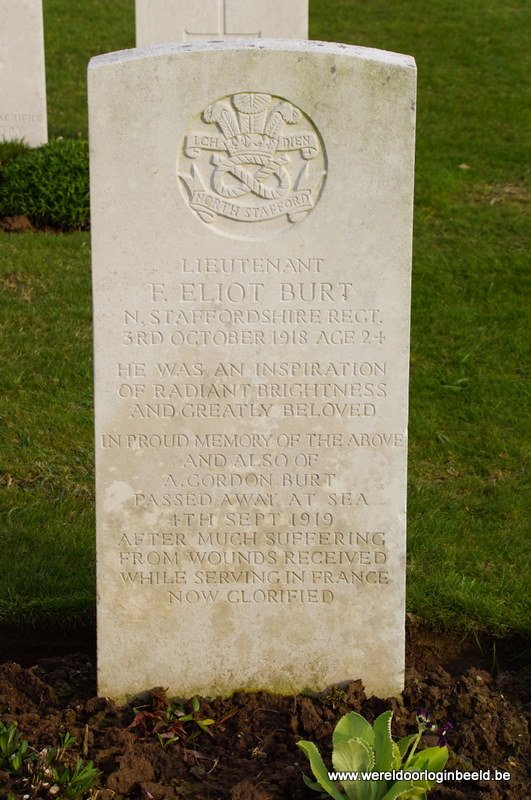 SACRIFICE
ICH DIEN
NORTH STAFFORD
LIEUTENANT
F. ELIOT BURT
N. STAFFORDSHIRE REGT.
3RD OCTOBER 1918 AGE 24
HE WAS AN INSPIRATION
OF RADIANT BRIGHTNESS
AND GREATLY BELOVED
IN PROUD MEMORY OF THE ABOVE
AND ALSO OF
A. GORDON BURT
PASSED AWAY AT SEA
4TH SEPT 1919
AFTER MUCH SUFFERING
FROM WOUNDS RECEIVED
WHILE SERVING IN FRANCE
NOW GLORIFIED
www.wereldoorloginbeeld.be